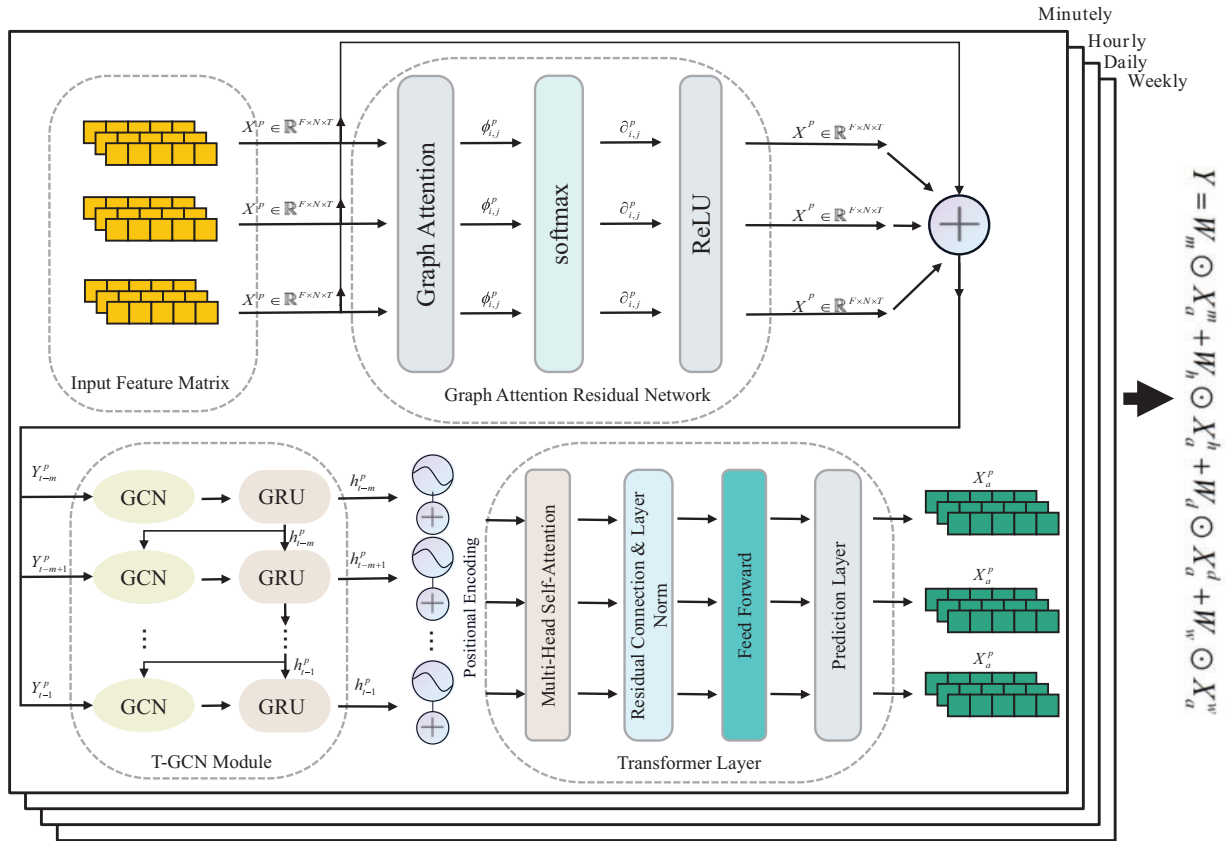 Minutely
Hourly
Daily
Weekly
X'^p ∈ ℝ^{F×N×T}
X'^p ∈ ℝ^{F×N×T}
X'^p ∈ ℝ^{F×N×T}
Input Feature Matrix
Graph Attention
ϕ^p_{i,j}
ϕ^p_{i,j}
ϕ^p_{i,j}
softmax
∂^p_{i,j}
∂^p_{i,j}
∂^p_{i,j}
ReLU
X^p ∈ ℝ^{F×N×T}
X^p ∈ ℝ^{F×N×T}
X^p ∈ ℝ^{F×N×T}
Graph Attention Residual Network
Y^p_{t-m}
GCN
GRU
h^p_{t-m}
h^p_{t-m}
Y^p_{t-m+1}
GCN
GRU
h^p_{t-m+1}
...
...
...
h^p_{t-1}
Y^p_{t-1}
GCN
GRU
h^p_{t-1}
T-GCN Module
Positional Encoding
Multi-Head Self-Attention
Residual Connection & Layer
Norm
Feed Forward
Prediction Layer
Transformer Layer
X^p_a
X^p_a
X^p_a
Y = W_m ⊙ X^m_a + W_h ⊙ X^h_a + W_d ⊙ X^d_a + W_w ⊙ X^w_a